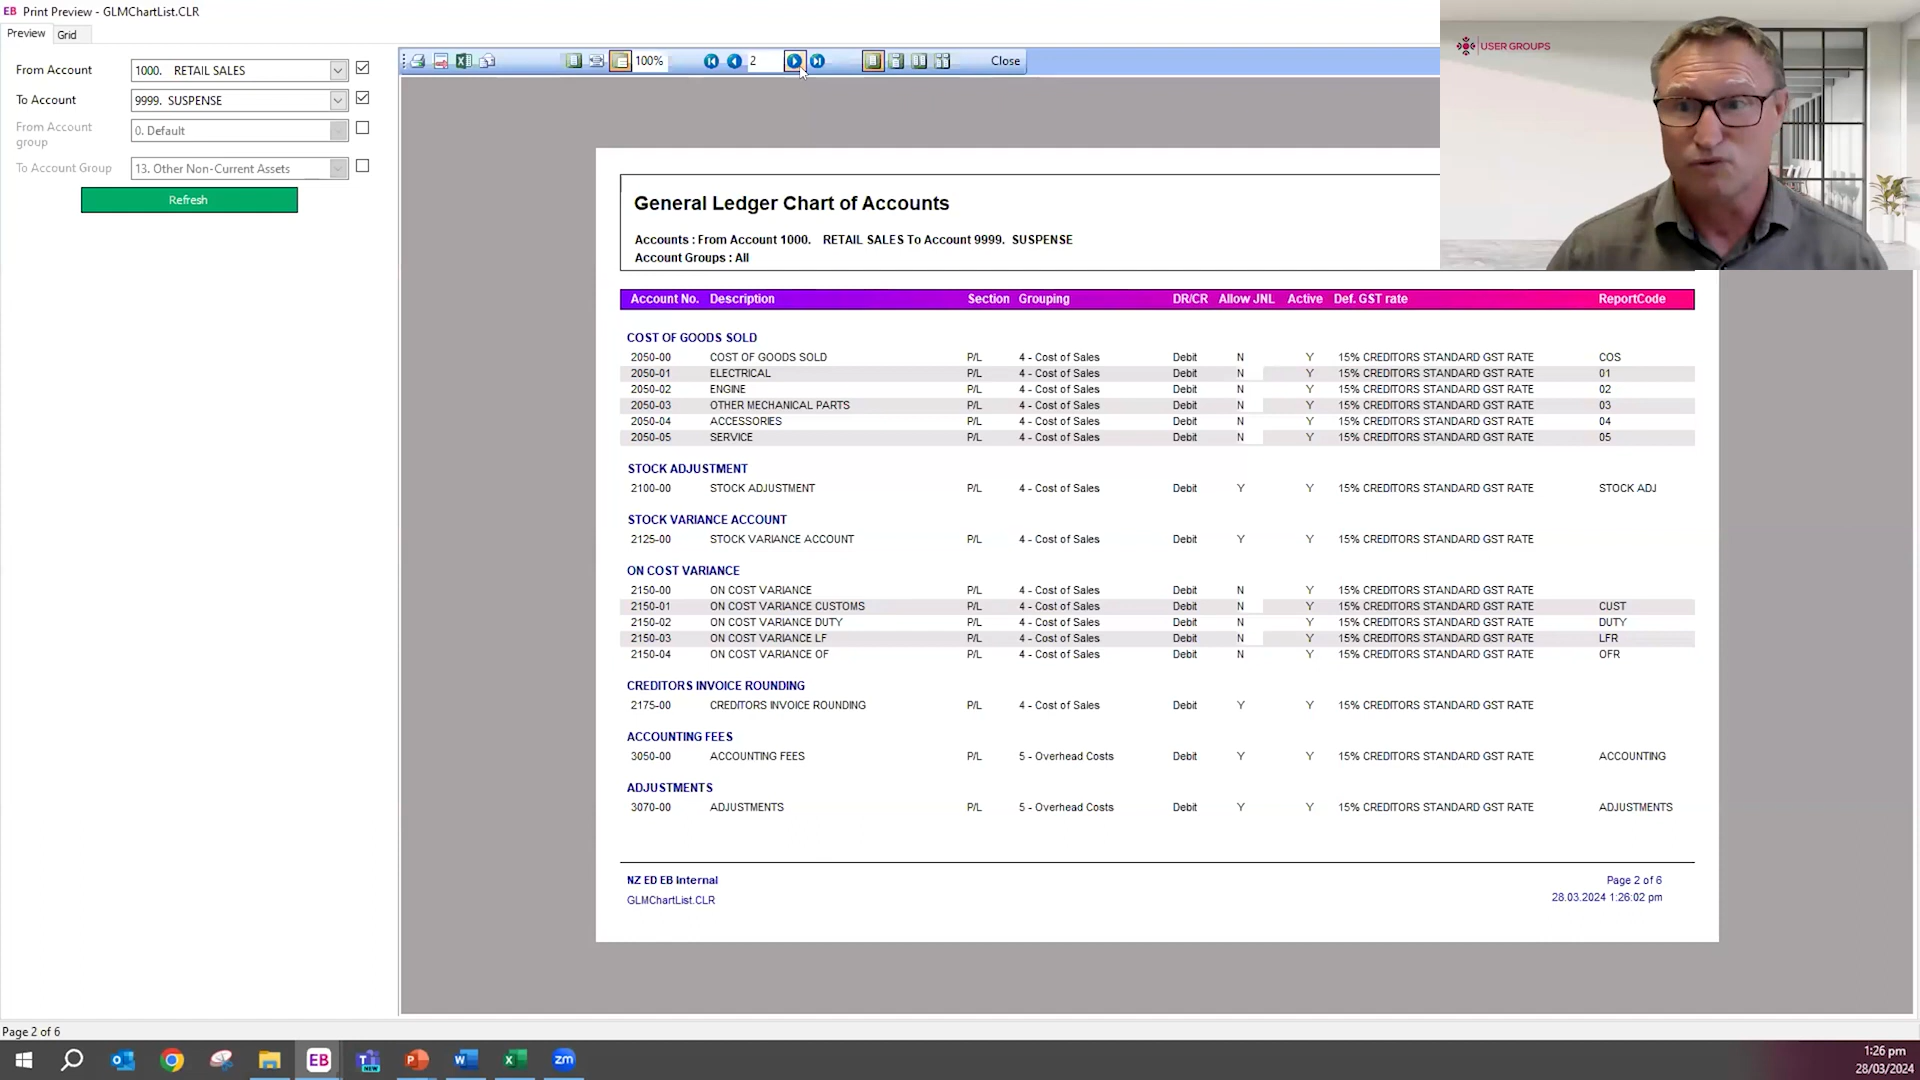 EB Print Preview - GLMChartList.CLR
Preview Grid
From Account 1000. RETAIL SALES
To Account 9999. SUSPENSE
From Account group 0. Default
To Account Group 13. Other Non-Current Assets
Refresh
100% 2 Close
USER GROUPS
General Ledger Chart of Accounts
Accounts : From Account 1000. RETAIL SALES To Account 9999. SUSPENSE
Account Groups : All
Account No. Description Section Grouping DR/CR Allow JNL Active Def. GST rate ReportCode
COST OF GOODS SOLD
2050-00 COST OF GOODS SOLD P/L 4 - Cost of Sales Debit N Y 15% CREDITORS STANDARD GST RATE COS
2050-01 ELECTRICAL P/L 4 - Cost of Sales Debit N Y 15% CREDITORS STANDARD GST RATE 01
2050-02 ENGINE P/L 4 - Cost of Sales Debit N Y 15% CREDITORS STANDARD GST RATE 02
2050-03 OTHER MECHANICAL PARTS P/L 4 - Cost of Sales Debit N Y 15% CREDITORS STANDARD GST RATE 03
2050-04 ACCESSORIES P/L 4 - Cost of Sales Debit N Y 15% CREDITORS STANDARD GST RATE 04
2050-05 SERVICE P/L 4 - Cost of Sales Debit N Y 15% CREDITORS STANDARD GST RATE 05
STOCK ADJUSTMENT
2100-00 STOCK ADJUSTMENT P/L 4 - Cost of Sales Debit Y Y 15% CREDITORS STANDARD GST RATE STOCK ADJ
STOCK VARIANCE ACCOUNT
2125-00 STOCK VARIANCE ACCOUNT P/L 4 - Cost of Sales Debit Y Y 15% CREDITORS STANDARD GST RATE
ON COST VARIANCE
2150-00 ON COST VARIANCE P/L 4 - Cost of Sales Debit N Y 15% CREDITORS STANDARD GST RATE
2150-01 ON COST VARIANCE CUSTOMS P/L 4 - Cost of Sales Debit N Y 15% CREDITORS STANDARD GST RATE CUST
2150-02 ON COST VARIANCE DUTY P/L 4 - Cost of Sales Debit N Y 15% CREDITORS STANDARD GST RATE DUTY
2150-03 ON COST VARIANCE LF P/L 4 - Cost of Sales Debit N Y 15% CREDITORS STANDARD GST RATE LFR
2150-04 ON COST VARIANCE OF P/L 4 - Cost of Sales Debit N Y 15% CREDITORS STANDARD GST RATE OFR
CREDITORS INVOICE ROUNDING
2175-00 CREDITORS INVOICE ROUNDING P/L 4 - Cost of Sales Debit Y Y 15% CREDITORS STANDARD GST RATE
ACCOUNTING FEES
3050-00 ACCOUNTING FEES P/L 5 - Overhead Costs Debit Y Y 15% CREDITORS STANDARD GST RATE ACCOUNTING
ADJUSTMENTS
3070-00 ADJUSTMENTS P/L 5 - Overhead Costs Debit Y Y 15% CREDITORS STANDARD GST RATE ADJUSTMENTS
NZ ED EB Internal Page 2 of 6
GLMChartList.CLR 28.03.2024 1:26:02 pm
Page 2 of 6
EB NEW P W X zm
1:26 pm
28/03/2024